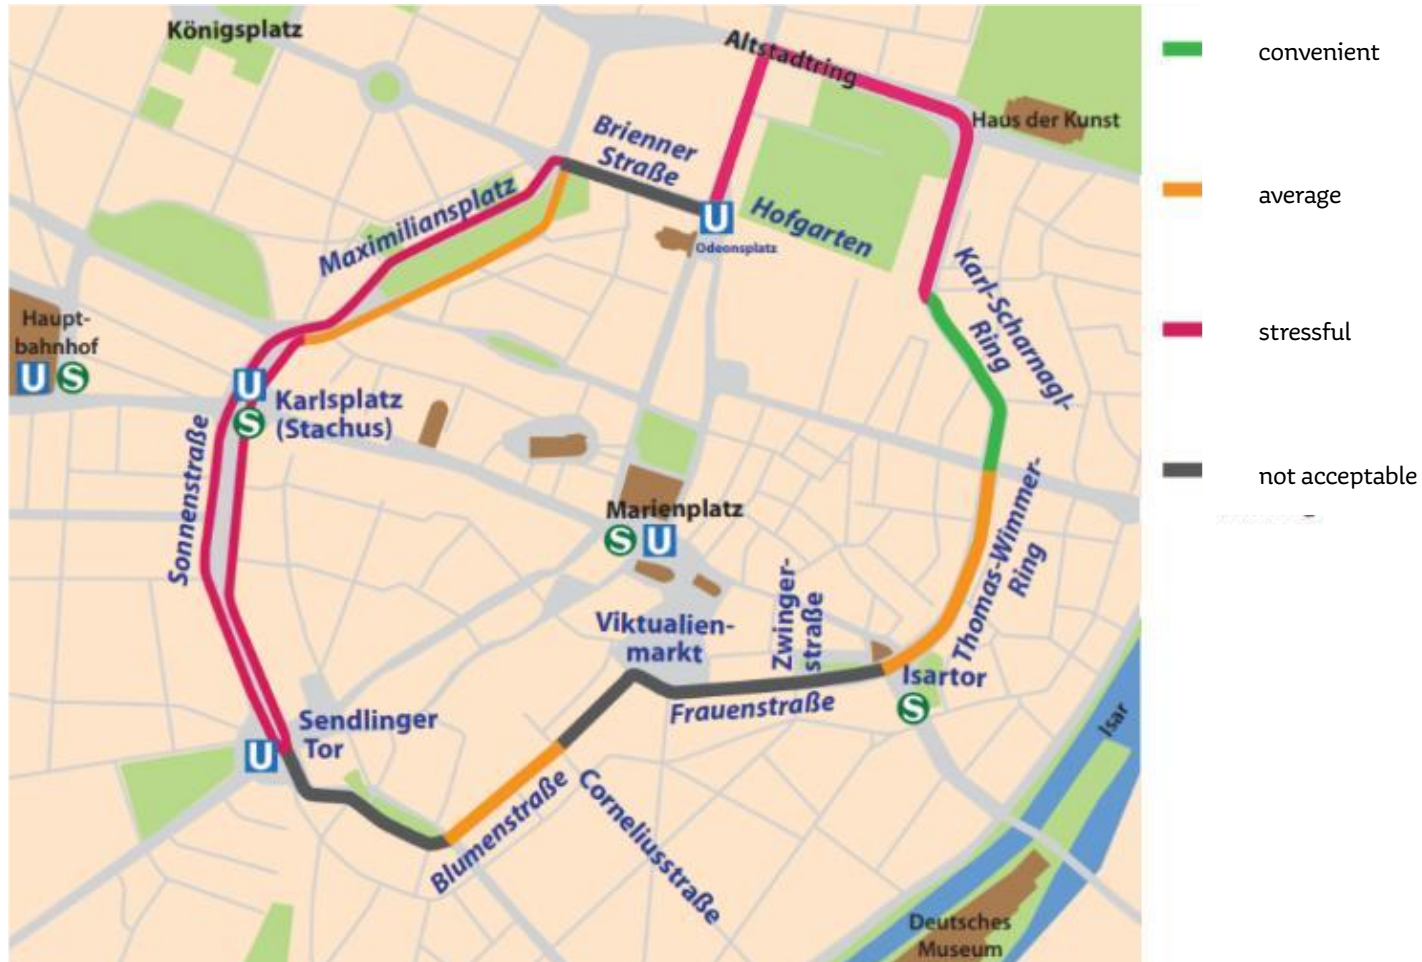 Königsplatz
Altstadtring
convenient
Haus der Kunst
Brienner
Straße
average
Maximiliansplatz
Hofgarten
U
Odeonsplatz
Karl-Scharnagl-
Ring
Haupt-
bahnhof
U S
stressful
U
S
Karlsplatz
(Stachus)
Sonnenstraße
not acceptable
Marienplatz
S U
Thomas-Wimmer-
Ring
Zwinger-
straße
Viktualien-
markt
Isartor
S
Frauenstraße
Isar
Sendlinger
Tor
U
Blumenstraße
Corneliusstraße
Deutsches
Museum